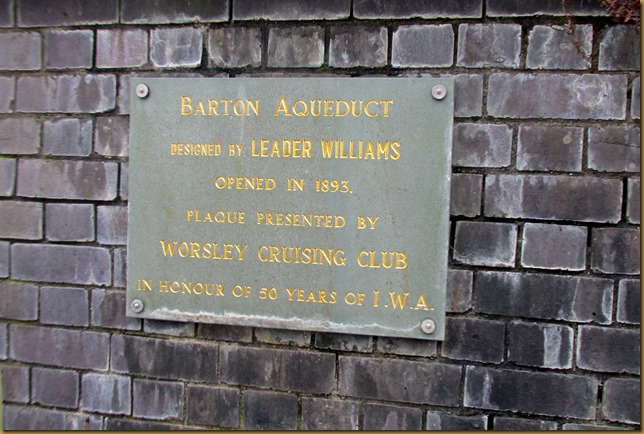 BARTON AQUEDUCT
DESIGNED BY LEADER WILLIAMS
OPENED IN 1893.
PLAQUE PRESENTED BY
WORSLEY CRUISING CLUB
IN HONOUR OF 50 YEARS OF I.W.A.